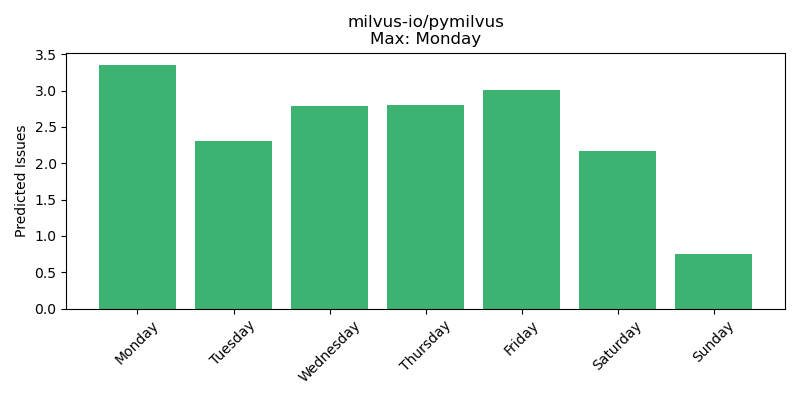 milvus-io/pymilvus
Max: Monday
Predicted Issues
3.5
3.0
2.5
2.0
1.5
1.0
0.5
0.0
Monday
Tuesday
Wednesday
Thursday
Friday
Saturday
Sunday